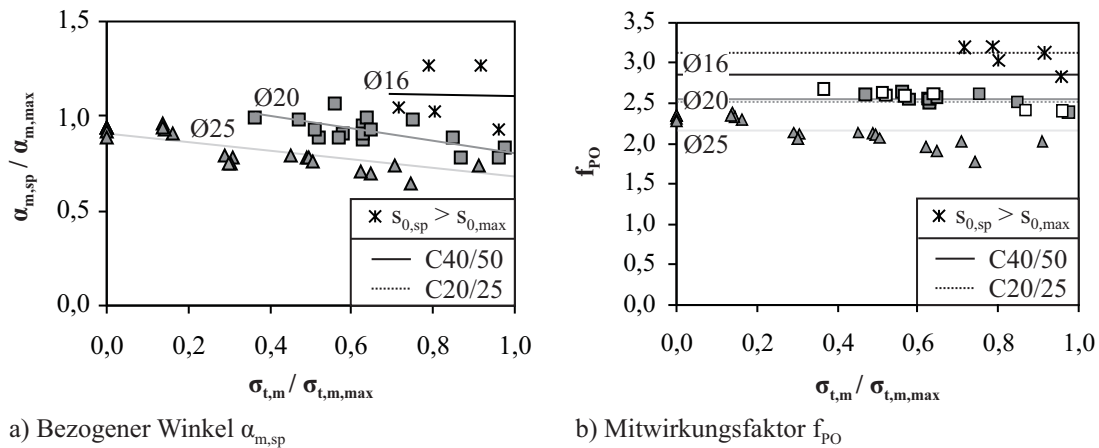 1,5
1,0
0,5
0,0
α_m,sp / α_m,max
Ø16
Ø20
Ø25
s_0,sp > s_0,max
C40/50
C20/25
0,0 0,2 0,4 0,6 0,8 1,0
σ_t,m / σ_t,m,max
a) Bezogener Winkel α_m,sp
3,5
3,0
2,5
2,0
1,5
1,0
0,5
0,0
f_PO
Ø16
Ø20
Ø25
s_0,sp > s_0,max
C40/50
C20/25
0,0 0,2 0,4 0,6 0,8 1,0
σ_t,m / σ_t,m,max
b) Mitwirkungsfaktor f_PO